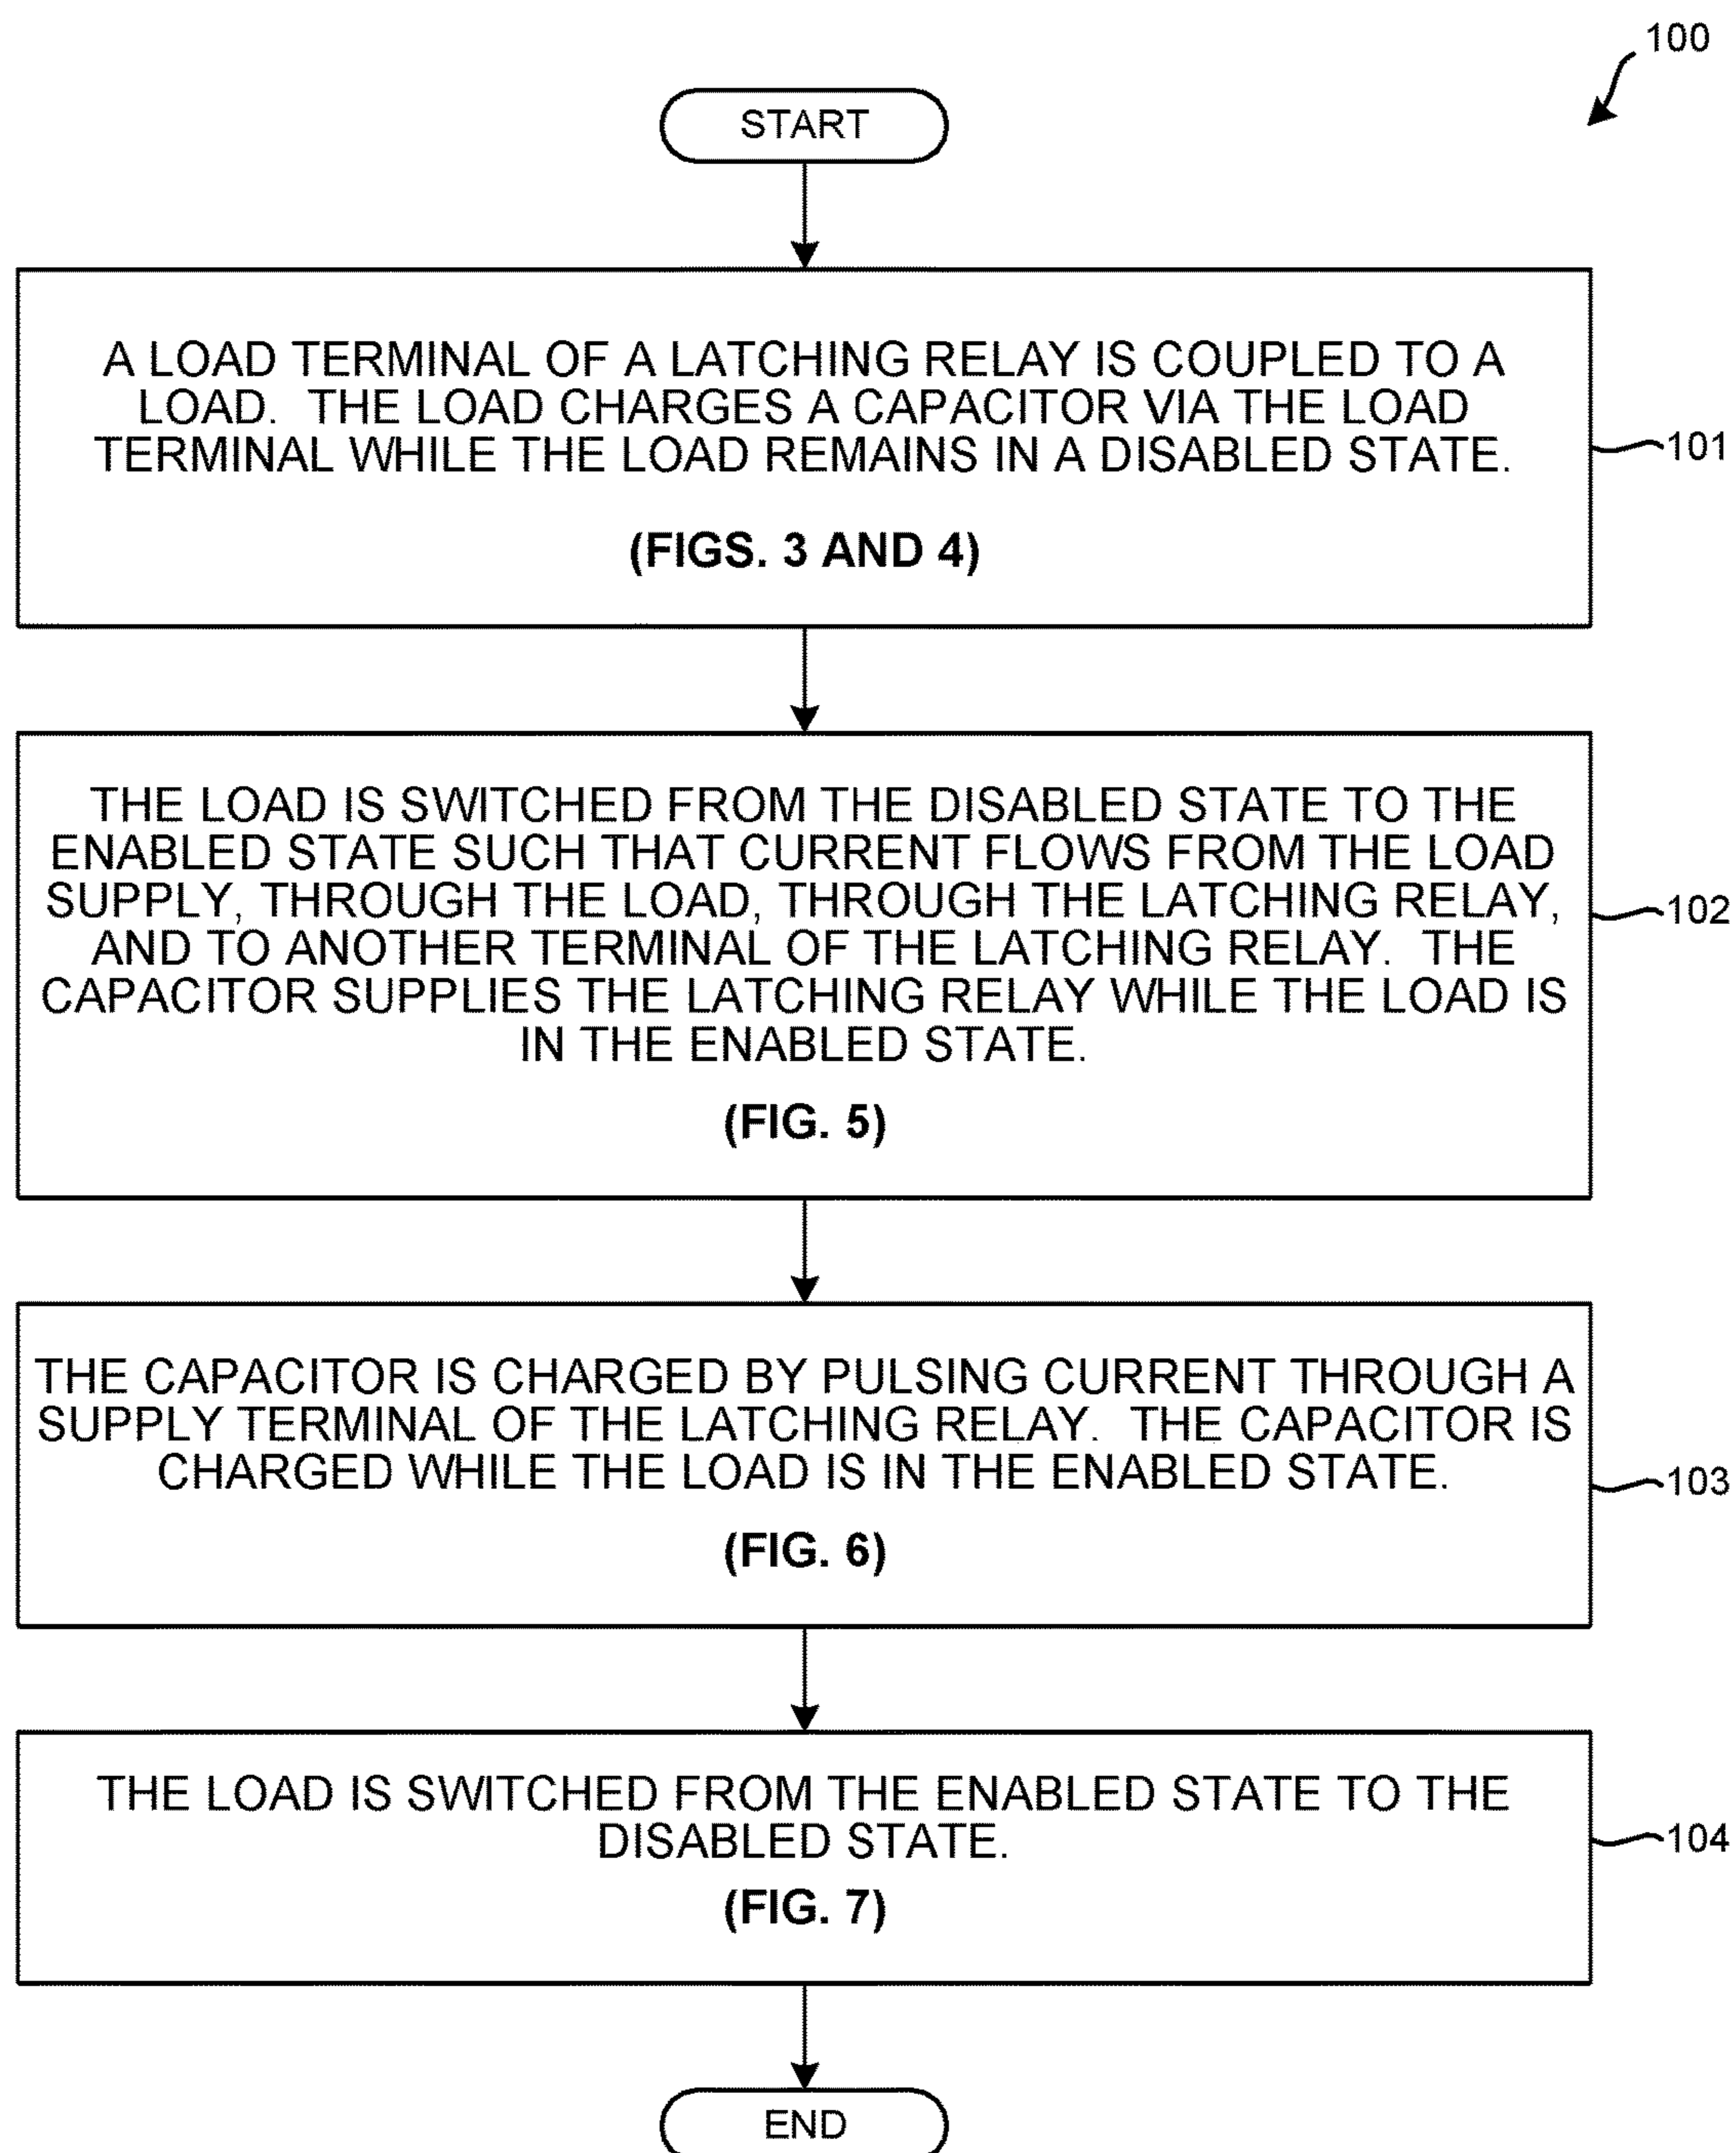 100
START
A LOAD TERMINAL OF A LATCHING RELAY IS COUPLED TO A
LOAD. THE LOAD CHARGES A CAPACITOR VIA THE LOAD
TERMINAL WHILE THE LOAD REMAINS IN A DISABLED STATE.
(FIGS. 3 AND 4)
101
THE LOAD IS SWITCHED FROM THE DISABLED STATE TO THE
ENABLED STATE SUCH THAT CURRENT FLOWS FROM THE LOAD
SUPPLY, THROUGH THE LOAD, THROUGH THE LATCHING RELAY,
AND TO ANOTHER TERMINAL OF THE LATCHING RELAY. THE
CAPACITOR SUPPLIES THE LATCHING RELAY WHILE THE LOAD IS
IN THE ENABLED STATE.
(FIG. 5)
102
THE CAPACITOR IS CHARGED BY PULSING CURRENT THROUGH A
SUPPLY TERMINAL OF THE LATCHING RELAY. THE CAPACITOR IS
CHARGED WHILE THE LOAD IS IN THE ENABLED STATE.
(FIG. 6)
103
THE LOAD IS SWITCHED FROM THE ENABLED STATE TO THE
DISABLED STATE.
(FIG. 7)
104
END